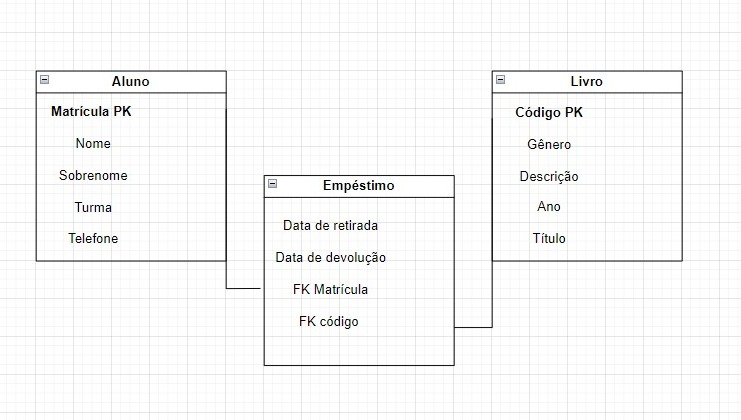 Aluno
Matrícula PK
Nome
Sobrenome
Turma
Telefone
Empéstimo
Data de retirada
Data de devolução
FK Matrícula
FK código
Livro
Código PK
Gênero
Descrição
Ano
Título